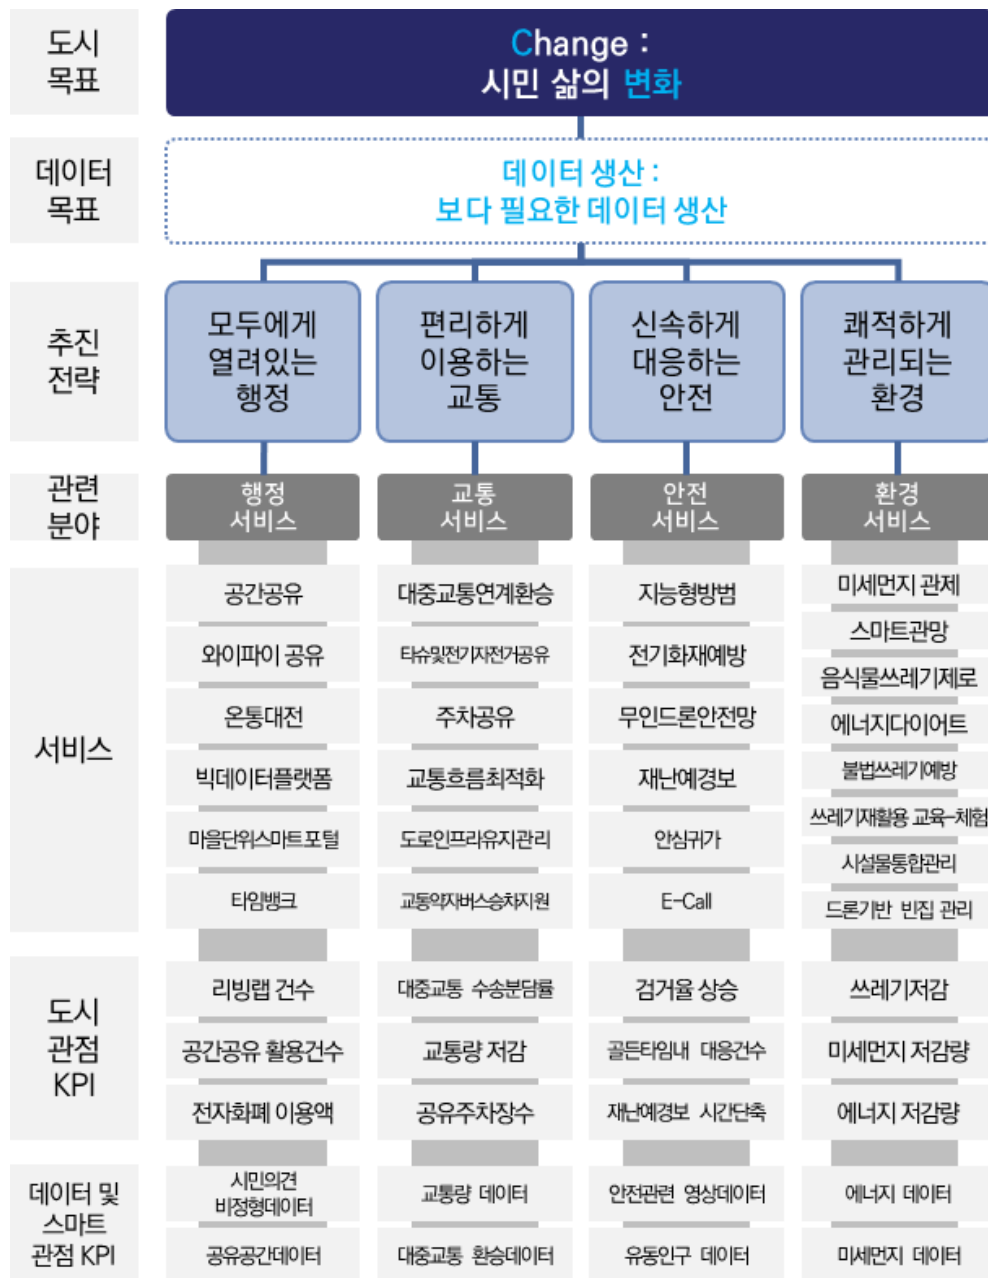 도시
목표
Change :
시민 삶의 변화
데이터
목표
데이터 생산 :
보다 필요한 데이터 생산
추진
전략
모두에게
열려있는
행정
편리하게
이용하는
교통
신속하게
대응하는
안전
쾌적하게
관리되는
환경
관련
분야
행정
서비스
교통
서비스
안전
서비스
환경
서비스
서비스
공간공유
와이파이 공유
온통대전
빅데이터플랫폼
마을단위스마트포털
타임뱅크
대중교통연계환승
타슈및전기자전거공유
주차공유
교통흐름최적화
도로인프라유지관리
교통약자버스승차지원
지능형방범
전기화재예방
무인드론안전망
재난예경보
안심귀가
E-Call
미세먼지 관제
스마트관망
음식물쓰레기제로
에너지다이어트
불법쓰레기예방
쓰레기재활용 교육-체험
시설물통합관리
드론기반 빈집 관리
도시
관점
KPI
리빙랩 건수
공간공유 활용건수
전자화폐 이용액
대중교통 수송분담률
교통량 저감
공유주차장수
검거율 상승
골든타임내 대응건수
재난예경보 시간단축
쓰레기저감
미세먼지 저감량
에너지 저감량
데이터 및
스마트
관점 KPI
시민의견
비정형데이터
공유공간데이터
교통량 데이터
대중교통 환승데이터
안전관련 영상데이터
유동인구 데이터
에너지 데이터
미세먼지 데이터